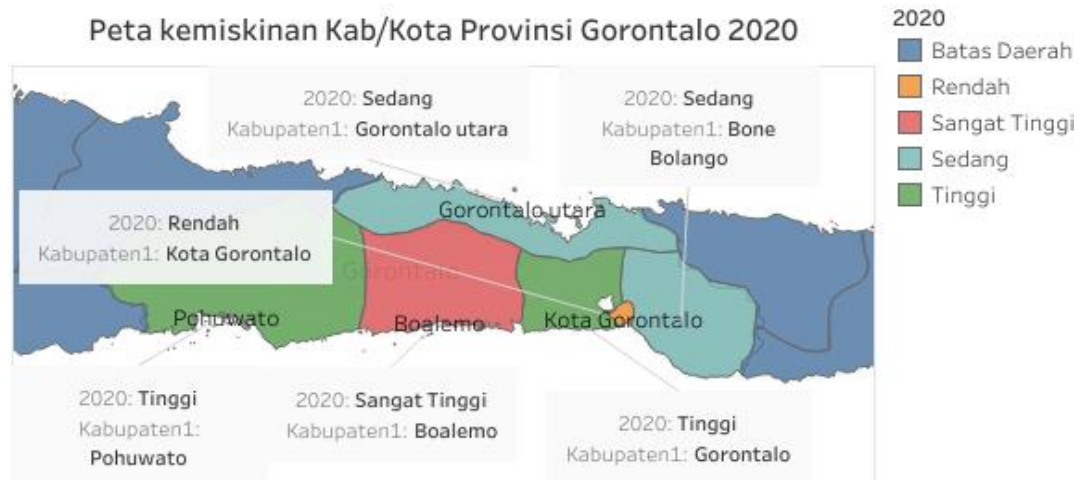 Peta kemiskinan Kab/Kota Provinsi Gorontalo 2020
2020
Batas Daerah
Rendah
Sangat Tinggi
Sedang
Tinggi
2020: Sedang
Kabupaten1: Gorontalo utara
2020: Sedang
Kabupaten1: Bone
Bolango
2020: Rendah
Kabupaten1: Kota Gorontalo
Gorontalo utara
Gorontalo
Pohuwato
Boalemo
Kota Gorontalo
2020: Tinggi
Kabupaten1:
Pohuwato
2020: Sangat Tinggi
Kabupaten1: Boalemo
2020: Tinggi
Kabupaten1: Gorontalo